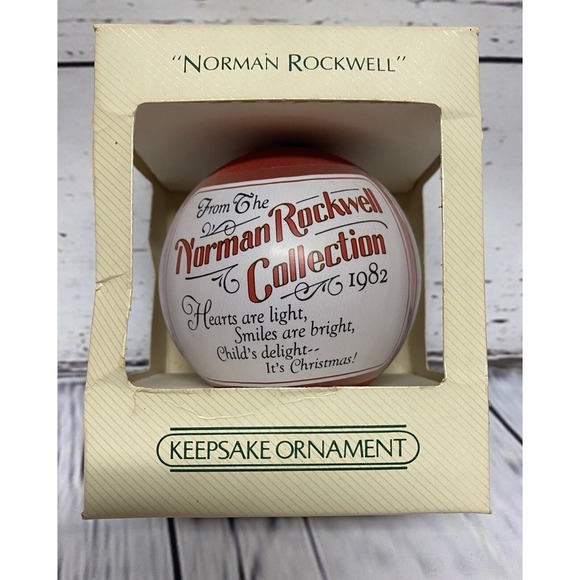 "NORMAN ROCKWELL"
From The
Norman Rockwell
Collection
1982
Hearts are light,
Smiles are bright,
Child's delight--
It's Christmas!
KEEPSAKE ORNAMENT